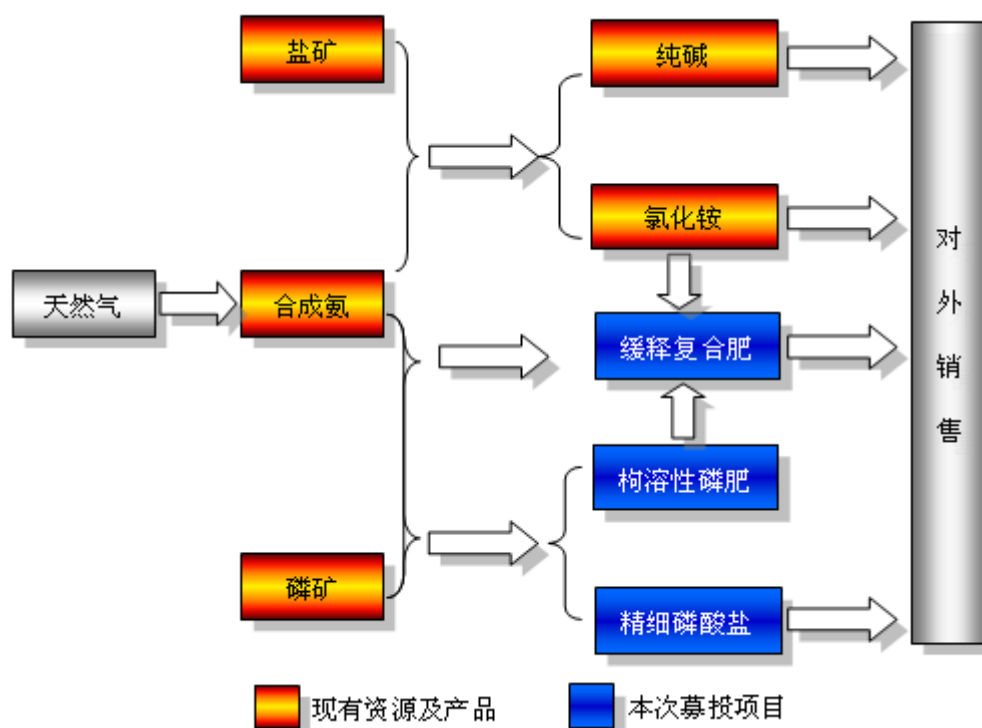 盐矿
纯碱
氯化铵
天然气
合成氨
缓释复合肥
枸溶性磷肥
磷矿
精细磷酸盐
对外销售
现有资源及产品
本次募投项目